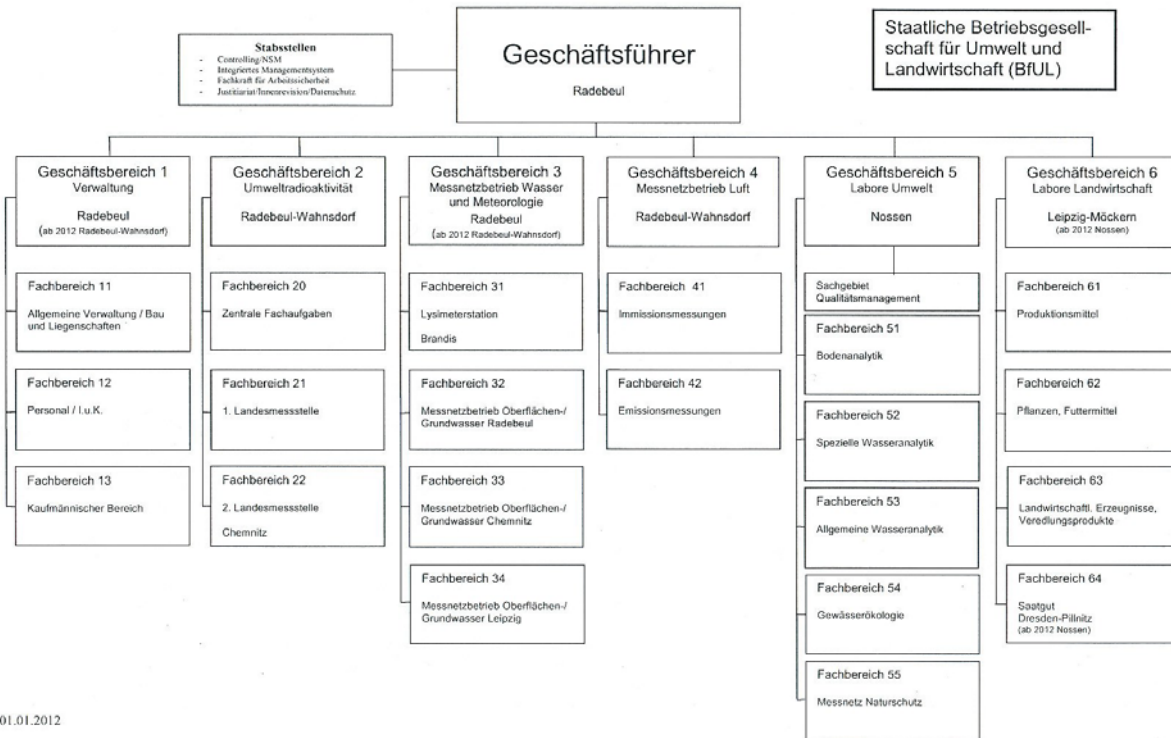 Stabsstellen
- Controlling/NSM
- Integriertes Managementsystem
- Fachkraft für Arbeitssicherheit
- Justitiariat/Innenrevision/Datenschutz
Geschäftsführer
Radebeul
Staatliche Betriebsgesell-
schaft für Umwelt und
Landwirtschaft (BfUL)
Geschäftsbereich 1
Verwaltung
Radebeul
(ab 2012 Radebeul-Wahnsdorf)
Fachbereich 11
Allgemeine Verwaltung / Bau
und Liegenschaften
Fachbereich 12
Personal / I.u.K.
Fachbereich 13
Kaufmännischer Bereich
Geschäftsbereich 2
Umweltradioaktivität
Radebeul-Wahnsdorf
Fachbereich 20
Zentrale Fachaufgaben
Fachbereich 21
1. Landesmessstelle
Fachbereich 22
2. Landesmessstelle
Chemnitz
Geschäftsbereich 3
Messnetzbetrieb Wasser
und Meteorologie
Radebeul
(ab 2012 Radebeul-Wahnsdorf)
Fachbereich 31
Lysimeterstation
Brandis
Fachbereich 32
Messnetzbetrieb Oberflächen-/
Grundwasser Radebeul
Fachbereich 33
Messnetzbetrieb Oberflächen-/
Grundwasser Chemnitz
Fachbereich 34
Messnetzbetrieb Oberflächen-/
Grundwasser Leipzig
Geschäftsbereich 4
Messnetzbetrieb Luft
Radebeul-Wahnsdorf
Fachbereich 41
Immissionsmessungen
Fachbereich 42
Emissionsmessungen
Geschäftsbereich 5
Labore Umwelt
Nossen
Sachgebiet
Qualitätsmanagement
Fachbereich 51
Bodenanalytik
Fachbereich 52
Spezielle Wasseranalytik
Fachbereich 53
Allgemeine Wasseranalytik
Fachbereich 54
Gewässerökologie
Fachbereich 55
Messnetz Naturschutz
Geschäftsbereich 6
Labore Landwirtschaft
Leipzig-Möckern
(ab 2012 Nossen)
Fachbereich 61
Produktionsmittel
Fachbereich 62
Pflanzen, Futtermittel
Fachbereich 63
Landwirtschaftl. Erzeugnisse,
Veredlungsprodukte
Fachbereich 64
Saatgut
Dresden-Pillnitz
(ab 2012 Nossen)
01.01.2012